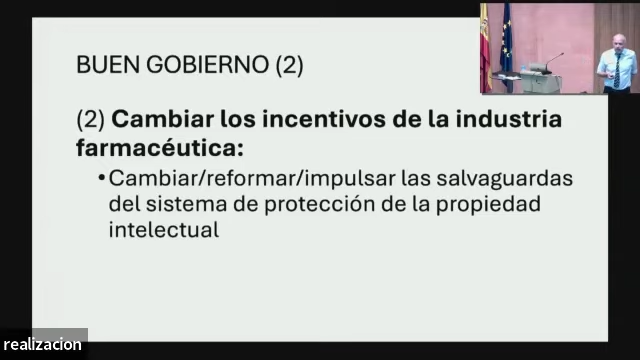 BUEN GOBIERNO (2)
(2) Cambiar los incentivos de la industria
farmacéutica:
•Cambiar/reformar/impulsar las salvaguardas
del sistema de protección de la propiedad
intelectual
realizacion